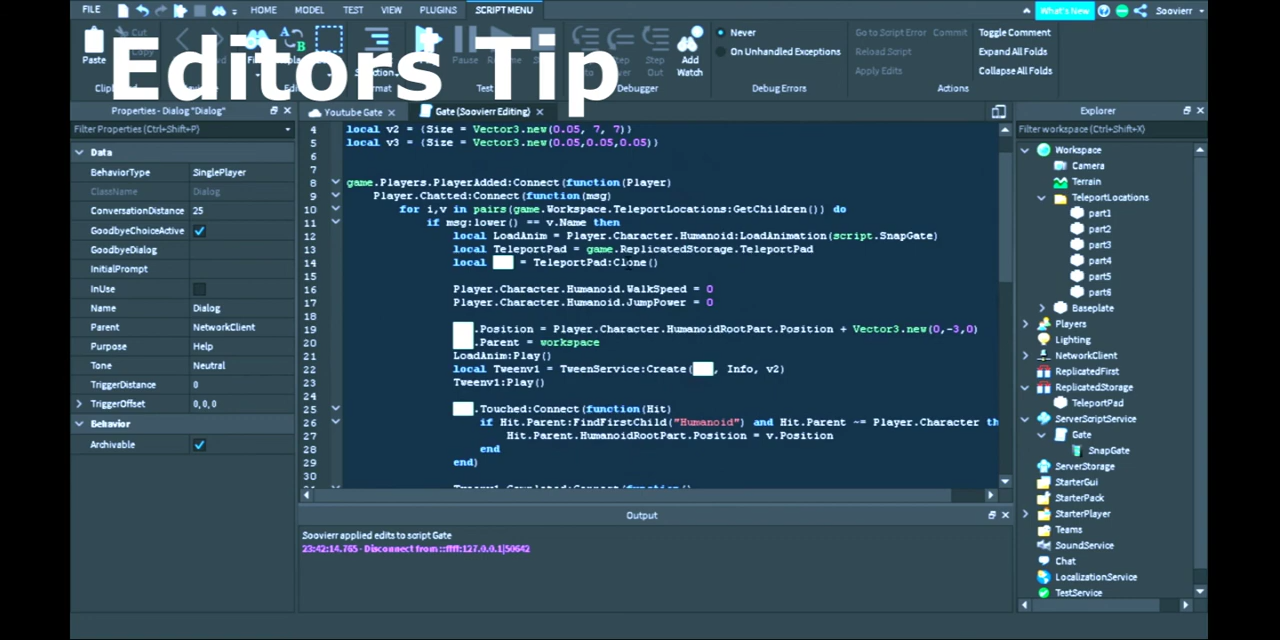 FILE HOME MODEL TEST VIEW PLUGINS SCRIPT MENU What's New Soovierr
Editors Tip
Cut
Paste
Pause
Step Out
Add Watch
Debugger
Never
On Unhandled Exceptions
Debug Errors
Go to Script Error Commit
Reload Script
Apply Edits
Toggle Comment
Expand All Folds
Collapse All Folds
Actions
Properties - Dialog "Dialog"
Filter Properties (Ctrl+Shift+P)
Data
BehaviorType SinglePlayer
ClassName Dialog
ConversationDistance 25
GoodbyeChoiceActive
GoodbyeDialog
InitialPrompt
InUse
Name Dialog
Parent NetworkClient
Purpose Help
Tone Neutral
TriggerDistance 0
TriggerOffset 0, 0, 0
Behavior
Archivable
Youtube Gate Gate (Soovierr Editing)
4 local v2 = (Size = Vector3.new(0.05, 7, 7))
5 local v3 = (Size = Vector3.new(0.05,0.05,0.05))
6
7
8 game.Players.PlayerAdded:Connect(function(Player)
9 Player.Chatted:Connect(function(msg)
10 for i,v in pairs(game.Workspace.TeleportLocations:GetChildren()) do
11 if msg:lower() == v.Name then
12 local LoadAnim = Player.Character.Humanoid:LoadAnimation(script.SnapGate)
13 local TeleportPad = game.ReplicatedStorage.TeleportPad
14 local = TeleportPad:Clone()
15
16 Player.Character.Humanoid.WalkSpeed = 0
17 Player.Character.Humanoid.JumpPower = 0
18
19 .Position = Player.Character.HumanoidRootPart.Position + Vector3.new(0,-3,0)
20 .Parent = workspace
21 LoadAnim:Play()
22 local Tweenv1 = TweenService:Create( , Info, v2)
23 Tweenv1:Play()
24
25 .Touched:Connect(function(Hit)
26 if Hit.Parent:FindFirstChild("Humanoid") and Hit.Parent ~= Player.Character th
27 Hit.Parent.HumanoidRootPart.Position = v.Position
28 end
29 end)
30
Output
Soovierr applied edits to script Gate
23:42:14.765 - Disconnect from ::ffff:127.0.0.1|50642
Explorer
Filter workspace (Ctrl+Shift+X)
Workspace
Camera
Terrain
TeleportLocations
part1
part2
part3
part4
part5
part6
Baseplate
Players
Lighting
NetworkClient
ReplicatedFirst
ReplicatedStorage
TeleportPad
ServerScriptService
Gate
SnapGate
ServerStorage
StarterGui
StarterPack
StarterPlayer
Teams
SoundService
Chat
LocalizationService
TestService